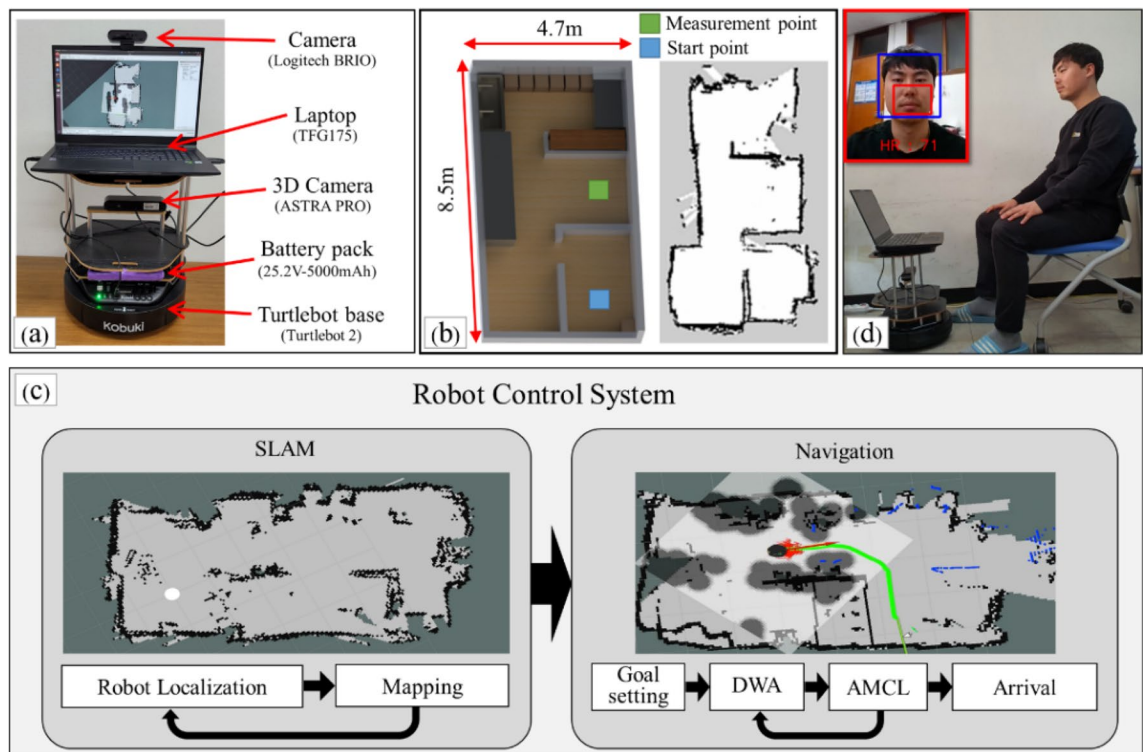 Camera
(Logitech BRIO)
Laptop
(TFG175)
3D Camera
(ASTRA PRO)
Battery pack
(25.2V-5000mAh)
Turtlebot base
(Turtlebot 2)
KObUKI
(a)
4.7m
8.5m
Measurement point
Start point
(b)
HR 71
(d)
(c)
Robot Control System
SLAM
Robot Localization
Mapping
Navigation
Goal
setting
DWA
AMCL
Arrival